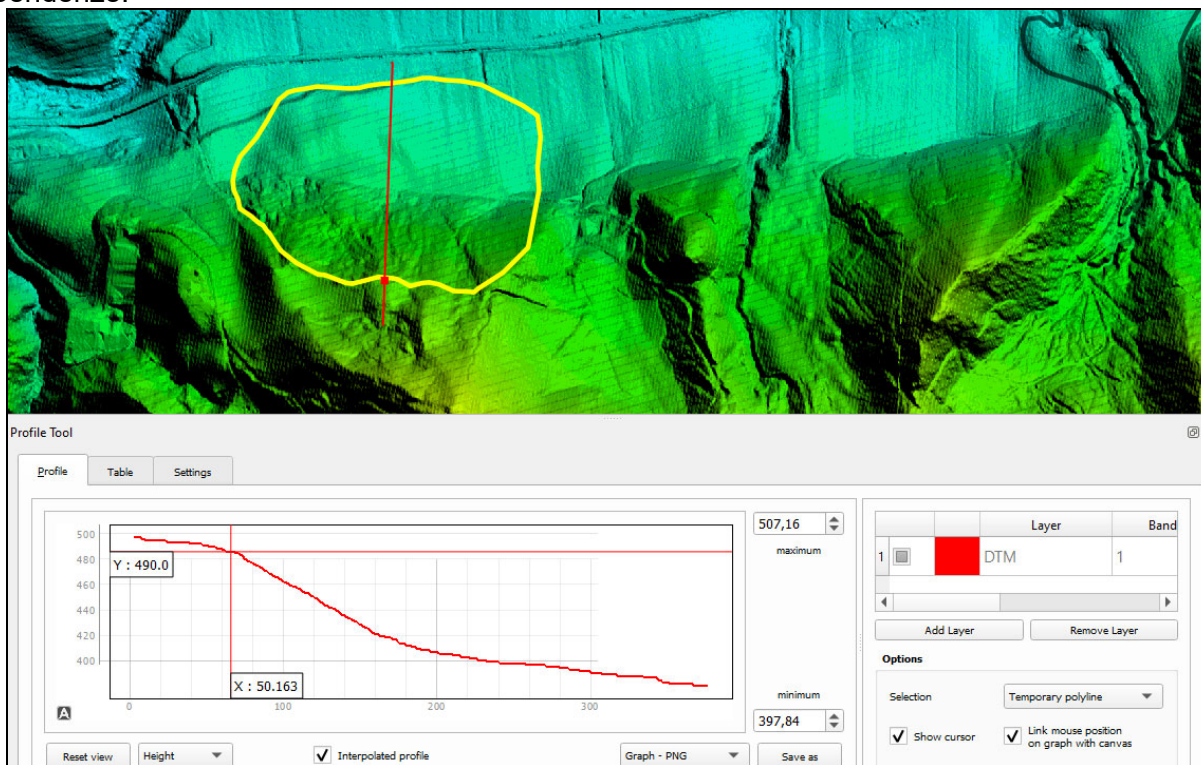 Profile Tool
Profile Table Settings
500
480
460
440
420
400
Y : 490.0
X : 50.163
0 100 200 300
A
507,16
maximum
minimum
397,84
Layer Band
1 DTM 1
Add Layer Remove Layer
Options
Selection Temporary polyline
Show cursor Link mouse position
on graph with canvas
Reset view Height Interpolated profile Graph - PNG Save as